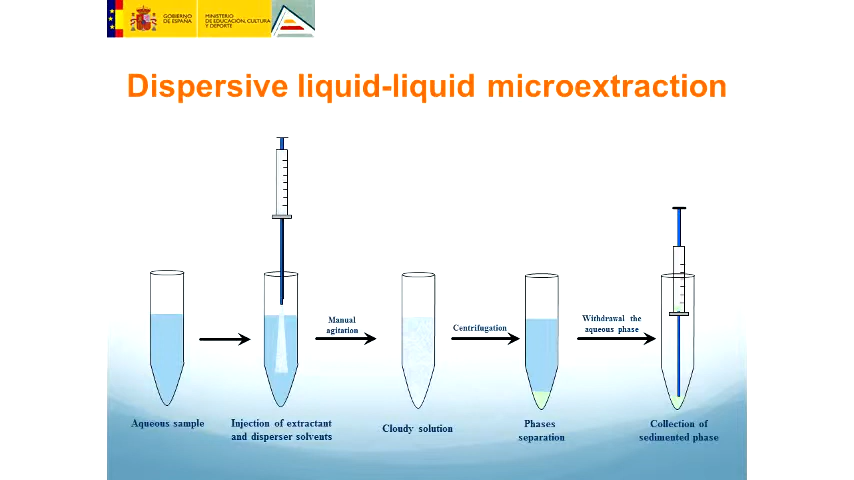 GOBIERNO
DE ESPAÑA
MINISTERIO
DE EDUCACIÓN, CULTURA
Y DEPORTE
Dispersive liquid-liquid microextraction
Manual
agitation
Centrifugation
Withdrawal the
aqueous phase
Aqueous sample
Injection of extractant
and disperser solvents
Cloudy solution
Phases
separation
Collection of
sedimented phase